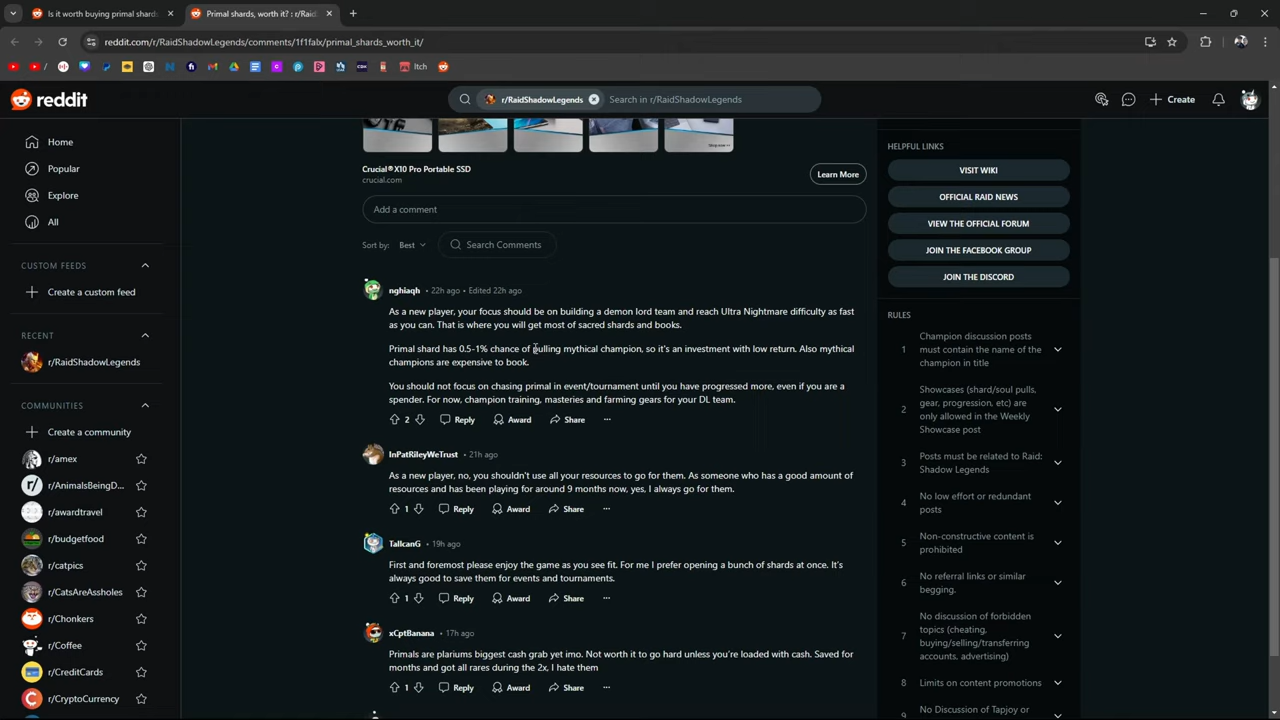 Is it worth buying primal shards
Primal shards, worth it? : r/Rai
reddit.com/r/RaidShadowLegends/comments/1f1falx/primal_shards_worth_it/
Itch
reddit
r/RaidShadowLegends
Search in r/RaidShadowLegends
Create
Home
Popular
Explore
All
CUSTOM FEEDS
Create a custom feed
RECENT
r/RaidShadowLegends
COMMUNITIES
Create a community
r/amex
r/AnimalsBeingD...
r/awardtravel
r/budgetfood
r/catpics
r/CatsAreAssholes
r/Chonkers
r/Coffee
r/CreditCards
r/CryptoCurrency
Crucial® X10 Pro Portable SSD
crucial.com
Learn More
Add a comment
Sort by:
Best
Search Comments
nghiaqh • 22h ago • Edited 22h ago
As a new player, your focus should be on building a demon lord team and reach Ultra Nightmare difficulty as fast
as you can. That is where you will get most of sacred shards and books.
Primal shard has 0.5-1% chance of pulling mythical champion, so it's an investment with low return. Also mythical
champions are expensive to book.
You should not focus on chasing primal in event/tournament until you have progressed more, even if you are a
spender. For now, champion training, masteries and farming gears for your DL team.
2 Reply Award Share ...
InPatRileyWeTrust • 21h ago
As a new player, no, you shouldn't use all your resources to go for them. As someone who has a good amount of
resources and has been playing for around 9 months now, yes, I always go for them.
1 Reply Award Share ...
TallcanG • 19h ago
First and foremost please enjoy the game as you see fit. For me I prefer opening a bunch of shards at once. It's
always good to save them for events and tournaments.
1 Reply Award Share ...
xCptBanana • 17h ago
Primals are plariums biggest cash grab yet imo. Not worth it to go hard unless you're loaded with cash. Saved for
months and got all rares during the 2x, I hate them
1 Reply Award Share ...
HELPFUL LINKS
VISIT WIKI
OFFICIAL RAID NEWS
VIEW THE OFFICIAL FORUM
JOIN THE FACEBOOK GROUP
JOIN THE DISCORD
RULES
1 Champion discussion posts
must contain the name of the
champion in title
2 Showcases (shard/soul pulls,
gear, progression, etc) are
only allowed in the Weekly
Showcase post
3 Posts must be related to Raid:
Shadow Legends
4 No low effort or redundant
posts
5 Non-constructive content is
prohibited
6 No referral links or similar
begging.
7 No discussion of forbidden
topics (cheating,
buying/selling/transferring
accounts, advertising)
8 Limits on content promotions
9 No Discussion of Tapjoy or